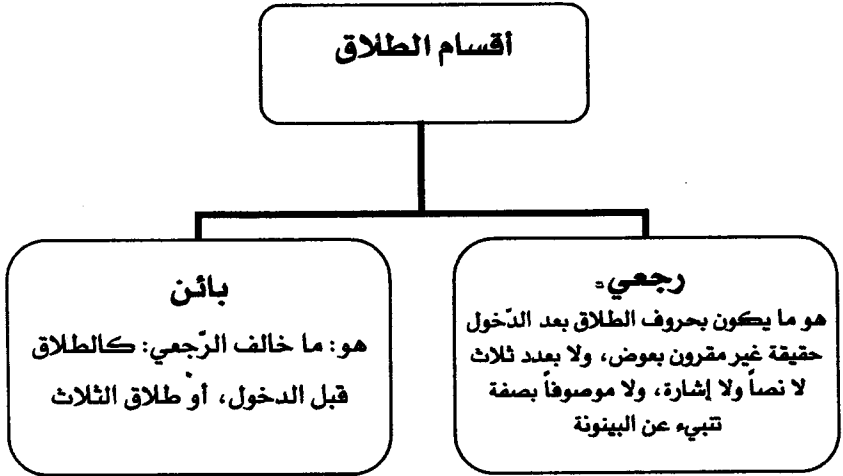 أقسام الطلاق
رجعي:
هو ما يكون بحروف الطلاق بعد الدّخول
حقيقة غير مقرون بعوض، ولا بعدد ثلاث
لا نصاً ولا إشارة، ولا موصوفاً بصفة
تنبيء عن البينونة
بائن
هو: ما خالف الرّجعي: كالطلاق
قبل الدخول، أو طلاق الثلاث